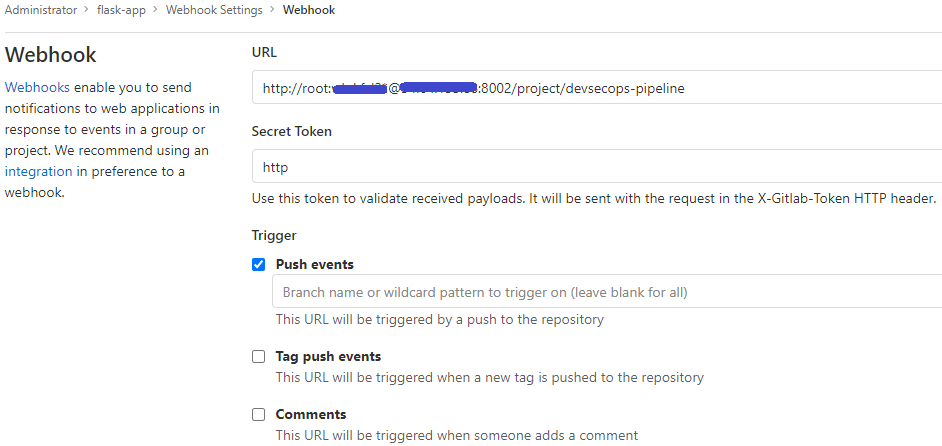 Administrator > flask-app > Webhook Settings > Webhook
Webhook
Webhooks enable you to send
notifications to web applications in
response to events in a group or
project. We recommend using an
integration in preference to a
webhook.
URL
http://root: @ :8002/project/devsecops-pipeline
Secret Token
http
Use this token to validate received payloads. It will be sent with the request in the X-Gitlab-Token HTTP header.
Trigger
Push events
Branch name or wildcard pattern to trigger on (leave blank for all)
This URL will be triggered by a push to the repository
Tag push events
This URL will be triggered when a new tag is pushed to the repository
Comments
This URL will be triggered when someone adds a comment